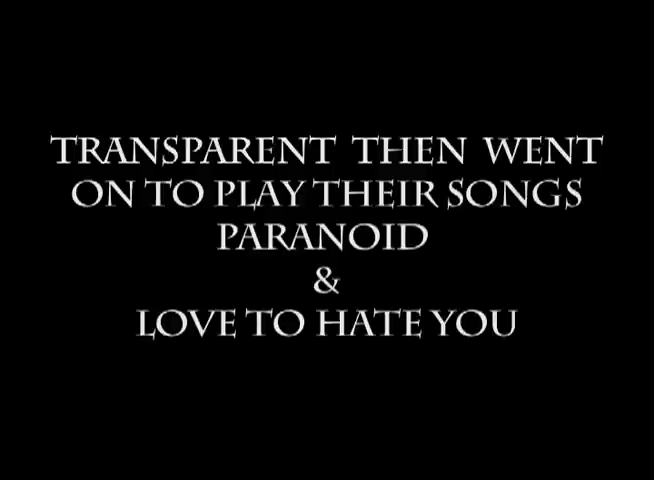 TRANSPARENT THEN WENT
ON TO PLAY THEIR SONGS
PARANOID
&
LOVE TO HATE YOU